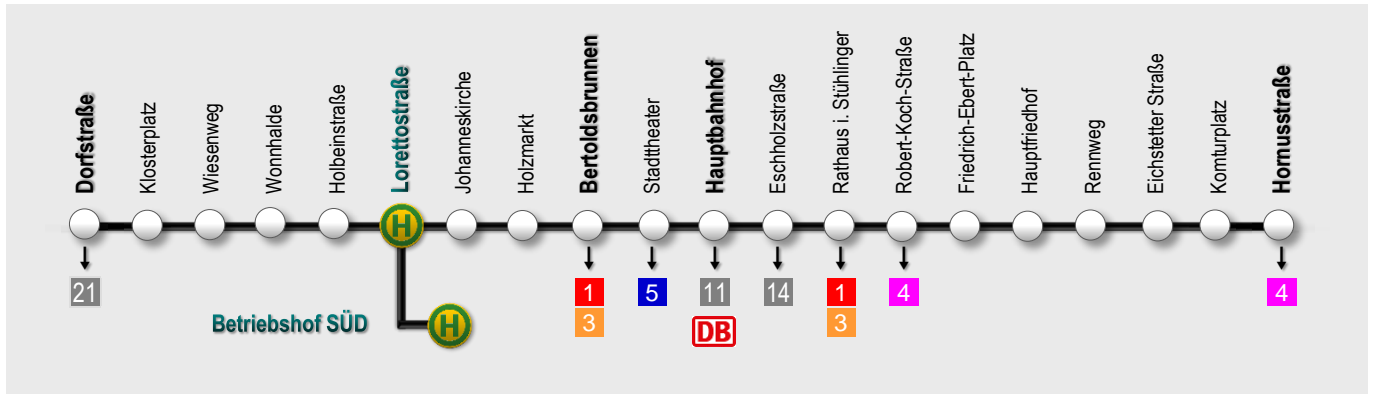 Dorfstraße
Klosterplatz
Wiesenweg
Wonnhalde
Holbeinstraße
Lorettostraße
Johanneskirche
Holzmarkt
Bertoldsbrunnen
Stadttheater
Hauptbahnhof
Eschholzstraße
Rathaus i. Stühlinger
Robert-Koch-Straße
Friedrich-Ebert-Platz
Hauptfriedhof
Rennweg
Eichstetter Straße
Komturplatz
Hornusstraße
H
21
1
5
11
14
1
4
4
Betriebshof SÜD
H
3
DB
3